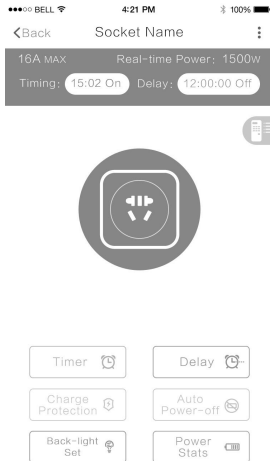 BELL 4:21 PM 100%
Back Socket Name
16A MAX Real-time Power: 1500W
Timing: 15:02 On Delay: 12:00:00 Off
Timer Delay
Charge Protection Auto Power-off
Back-light Set Power Stats